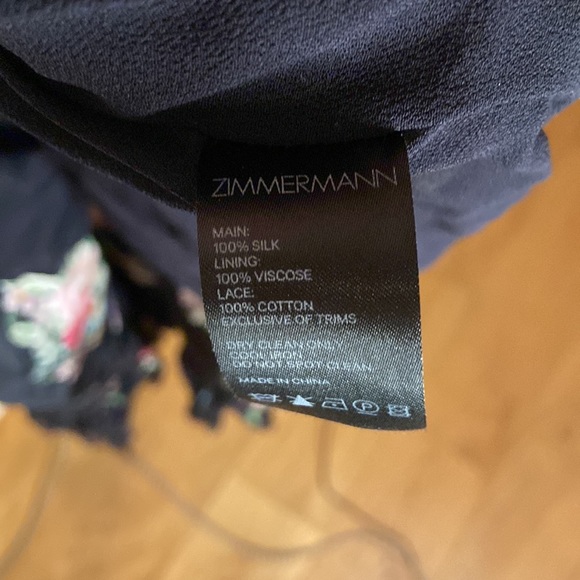 ZIMMERMANN
MAIN:
100% SILK
LINING:
100% VISCOSE
LACE:
100% COTTON
EXCLUSIVE OF TRIMS
DRY CLEAN ONLY
COOL IRON
DO NOT SPOT CLEAN
MADE IN CHINA
P